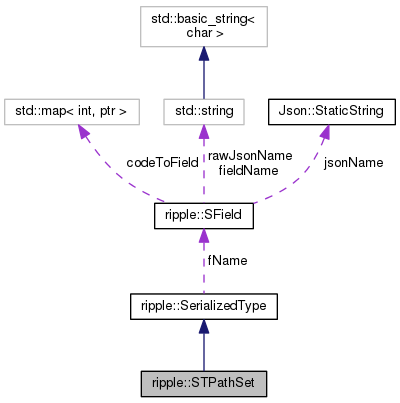 std::basic_string<
char >
std::map< int, ptr >
std::string
Json::StaticString
codeToField
rawJsonName
fieldName
jsonName
ripple::SField
fName
ripple::SerializedType
ripple::STPathSet